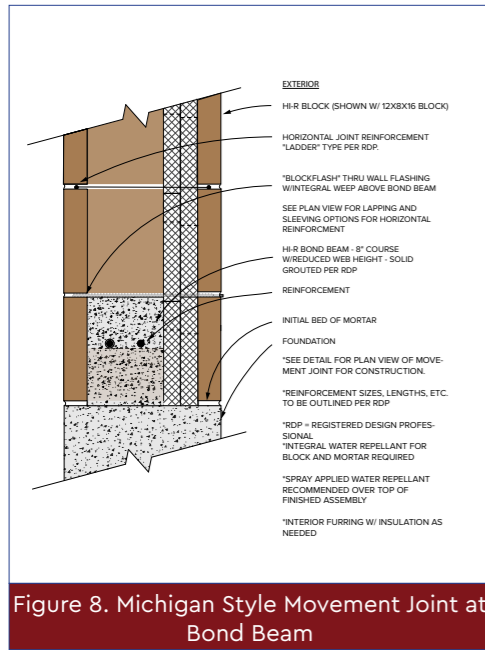 EXTERIOR
HI-R BLOCK (SHOWN W/ 12X8X16 BLOCK)
HORIZONTAL JOINT REINFORCEMENT
"LADDER" TYPE PER RDP.
"BLOCKFLASH" THRU WALL FLASHING
W/INTEGRAL WEEP ABOVE BOND BEAM
SEE PLAN VIEW FOR LAPPING AND
SLEEVING OPTIONS FOR HORIZONTAL
REINFORCMENT
HI-R BOND BEAM - 8" COURSE
W/REDUCED WEB HEIGHT - SOLID
GROUTED PER RDP
REINFORCEMENT
INITIAL BED OF MORTAR
FOUNDATION
*SEE DETAIL FOR PLAN VIEW OF MOVE-
MENT JOINT FOR CONSTRUCTION.
*REINFORCEMENT SIZES, LENGTHS, ETC.
TO BE OUTLINED PER RDP
*RDP = REGISTERED DESIGN PROFES-
SIONAL
*INTEGRAL WATER REPELLANT FOR
BLOCK AND MORTAR REQUIRED
*SPRAY APPLIED WATER REPELLANT
RECOMMENDED OVER TOP OF
FINISHED ASSEMBLY
*INTERIOR FURRING W/ INSULATION AS
NEEDED
Figure 8. Michigan Style Movement Joint at
Bond Beam